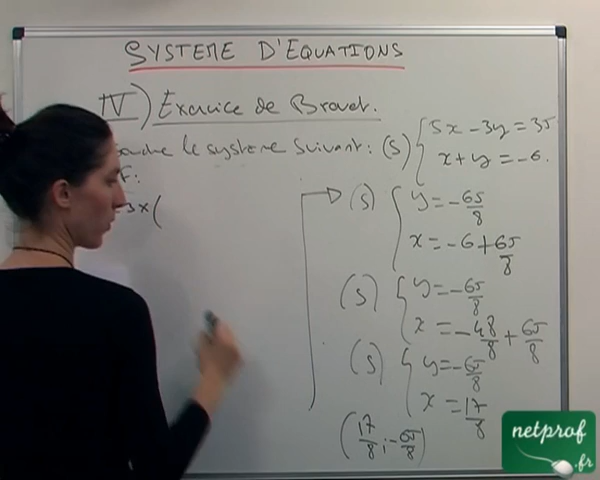 SYSTEME D'EQUATIONS
IV) Exercice de Brevet.
le système suivant : (S) { 5x - 3y = 35
x + y = -6.
F:
-3x(
(S) { y = -65/8
x = -6 + 65/8
(S) { y = -65/8
x = -48/8 + 65/8
(S) { y = -65/8
x = 17/8
(17/8 ; -65/8)
netprof
.fr